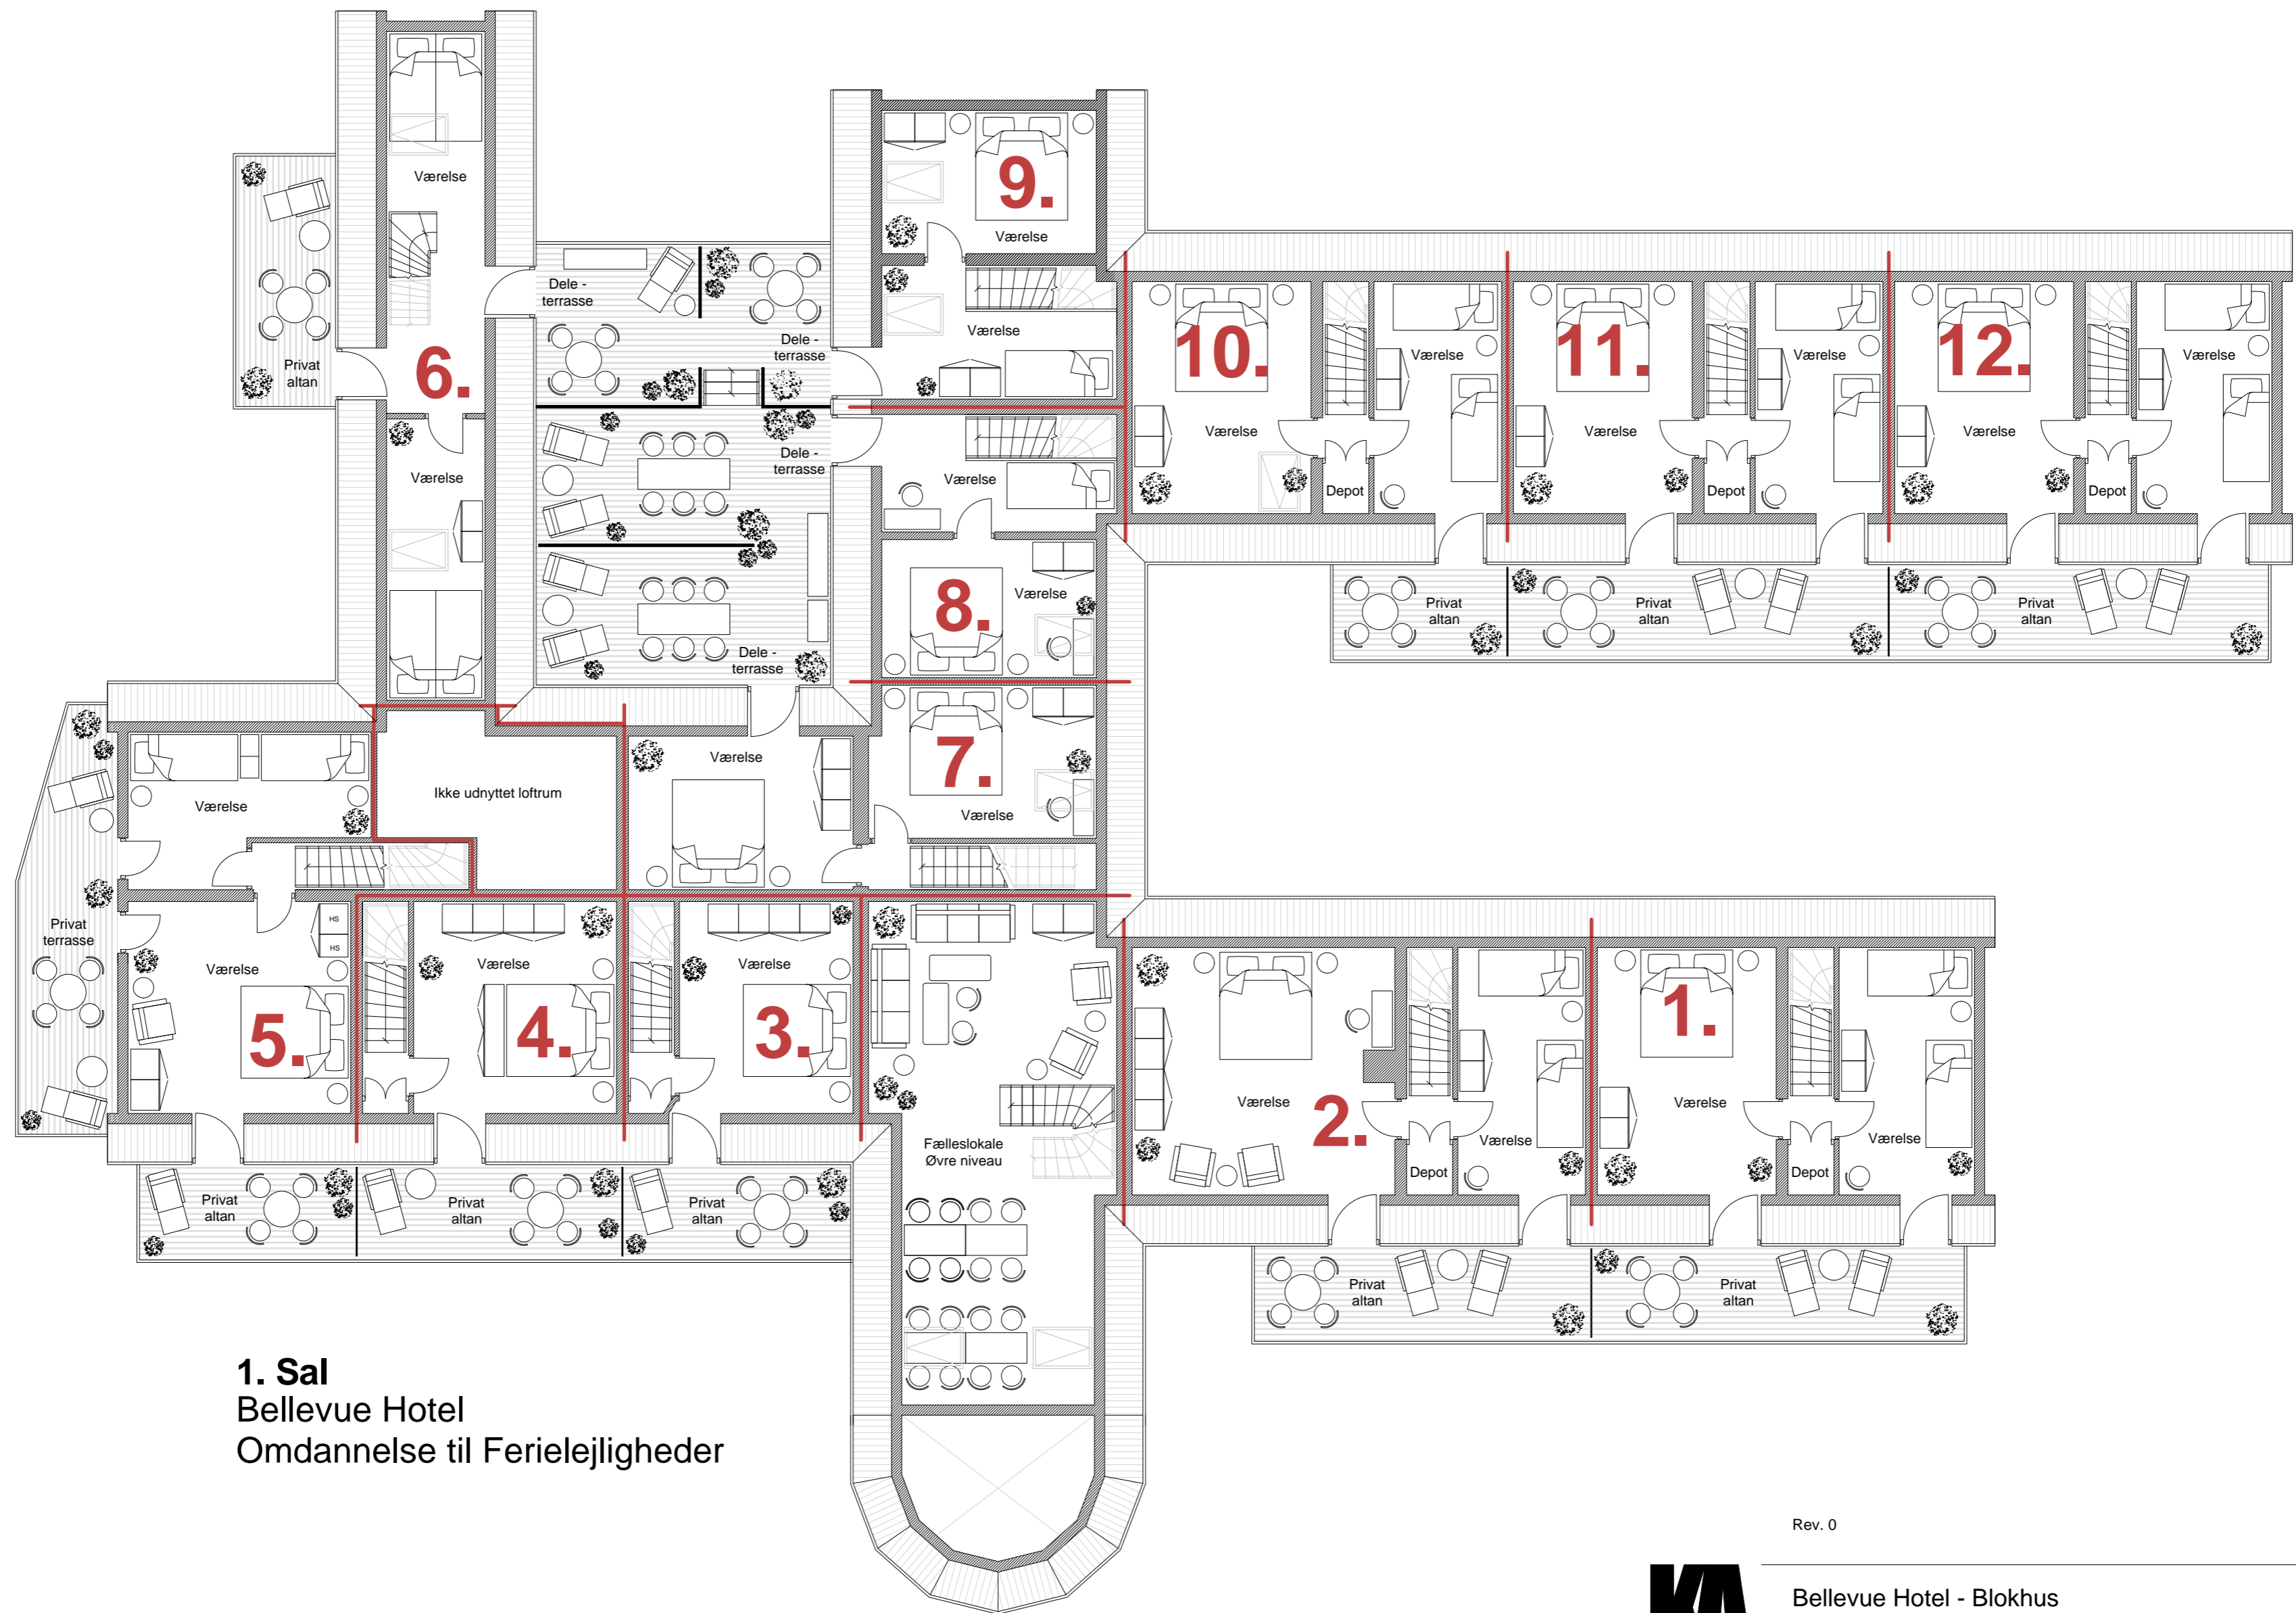 Værelse
9.
Værelse
Dele -
terrasse
Dele -
terrasse
Værelse
Privat
altan
6.
10.
Værelse
11.
Værelse
12.
Værelse
Værelse
Værelse
Værelse
Dele -
terrasse
Værelse
Værelse
Depot
Depot
Depot
8.
Værelse
Privat
altan
Privat
altan
Privat
altan
Dele -
terrasse
7.
Værelse
Værelse
Ikke udnyttet loftrum
Værelse
HS
HS
Privat
terrasse
Værelse
Værelse
Værelse
5.
4.
3.
1.
Værelse
2.
Værelse
Værelse
Værelse
Fælleslokale
Øvre niveau
Depot
Depot
Privat
altan
Privat
altan
Privat
altan
Privat
altan
Privat
altan
1. Sal
Bellevue Hotel
Omdannelse til Ferielejligheder
Rev. 0
KA
Bellevue Hotel - Blokhus